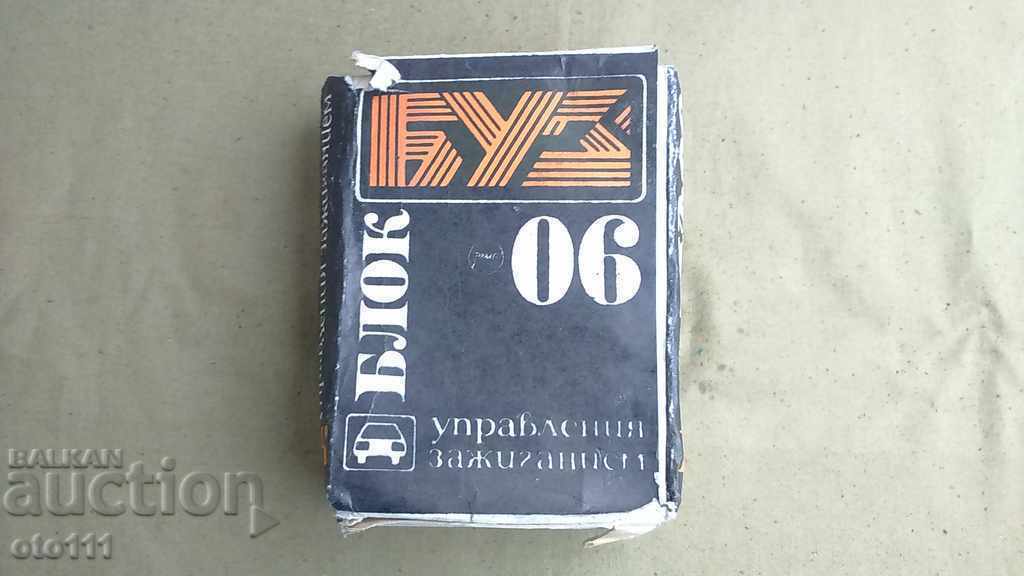 БУЗ
06
БЛОК
управления
зажиганием
BALKAN
auction
oto111